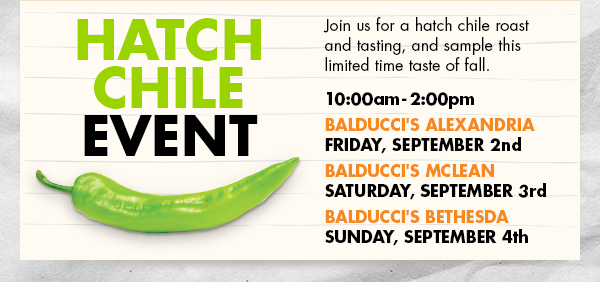 HATCH
CHILE
EVENT
Join us for a hatch chile roast
and tasting, and sample this
limited time taste of fall.
10:00am - 2:00pm
BALDUCCI'S ALEXANDRIA
FRIDAY, SEPTEMBER 2nd
BALDUCCI'S MCLEAN
SATURDAY, SEPTEMBER 3rd
BALDUCCI'S BETHESDA
SUNDAY, SEPTEMBER 4th